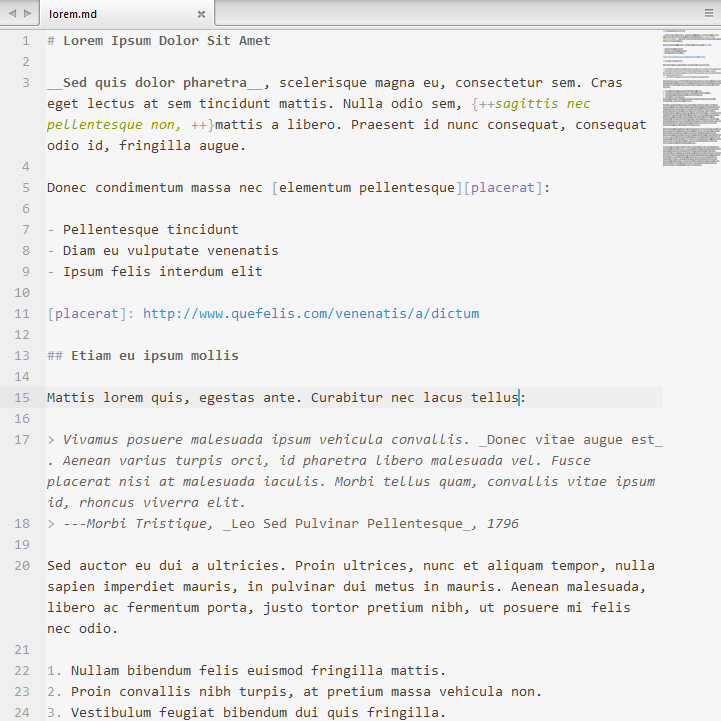 lorem.md
1 # Lorem Ipsum Dolor Sit Amet
2
3 __Sed quis dolor pharetra__, scelerisque magna eu, consectetur sem. Cras
eget lectus at sem tincidunt mattis. Nulla odio sem, {++sagittis nec
pellentesque non, ++}mattis a libero. Praesent id nunc consequat, consequat
odio id, fringilla augue.
4
5 Donec condimentum massa nec [elementum pellentesque][placerat]:
6
7 - Pellentesque tincidunt
8 - Diam eu vulputate venenatis
9 - Ipsum felis interdum elit
10
11 [placerat]: http://www.quefelis.com/venenatis/a/dictum
12
13 ## Etiam eu ipsum mollis
14
15 Mattis lorem quis, egestas ante. Curabitur nec lacus tellus:
16
17 > Vivamus posuere malesuada ipsum vehicula convallis. _Donec vitae augue est_
. Aenean varius turpis orci, id pharetra libero malesuada vel. Fusce
placerat nisi at malesuada iaculis. Morbi tellus quam, convallis vitae ipsum
id, rhoncus viverra elit.
18 > ---Morbi Tristique, _Leo Sed Pulvinar Pellentesque_, 1796
19
20 Sed auctor eu dui a ultricies. Proin ultrices, nunc et aliquam tempor, nulla
sapien imperdiet mauris, in pulvinar dui metus in mauris. Aenean malesuada,
libero ac fermentum porta, justo tortor pretium nibh, ut posuere mi felis
nec odio.
21
22 1. Nullam bibendum felis euismod fringilla mattis.
23 2. Proin convallis nibh turpis, at pretium massa vehicula non.
24 3. Vestibulum feugiat bibendum dui quis fringilla.